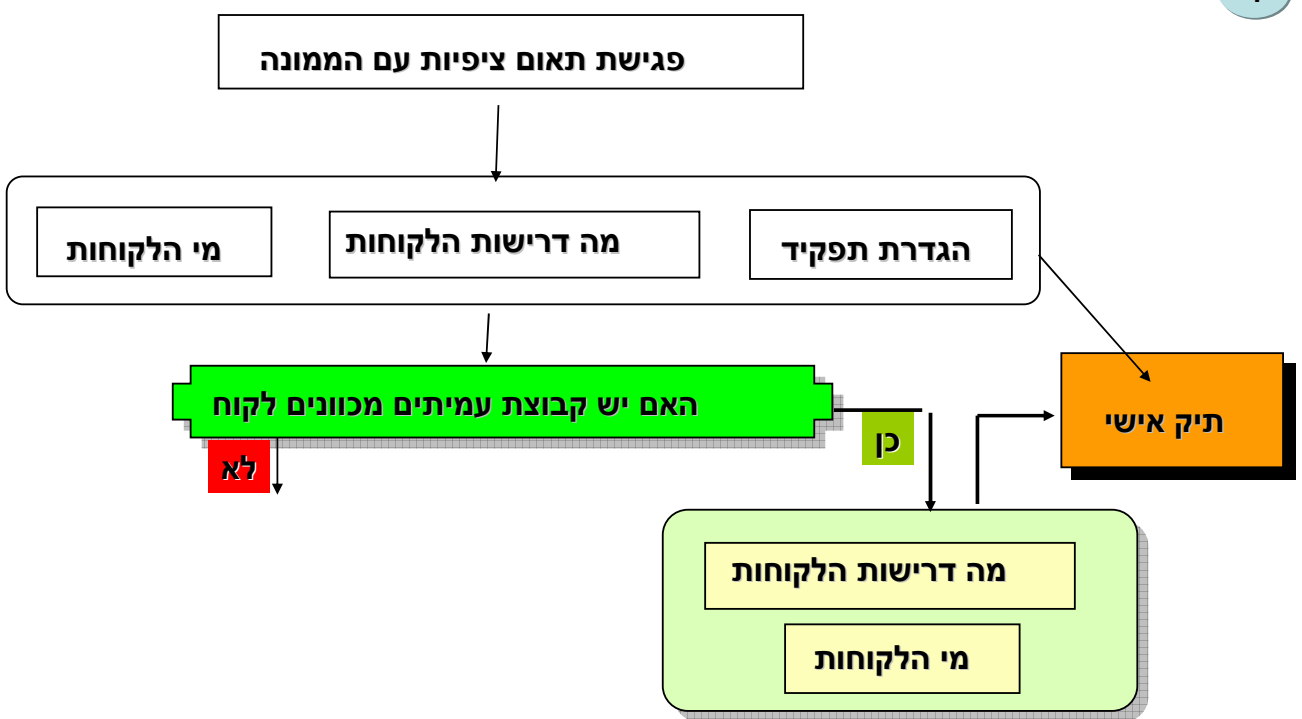 פגישת תאום ציפיות עם הממונה
הגדרת תפקיד
מה דרישות הלקוחות
מי הלקוחות
האם יש קבוצת עמיתים מכוונים לקוח
תיק אישי
כן
לא
מה דרישות הלקוחות
מי הלקוחות